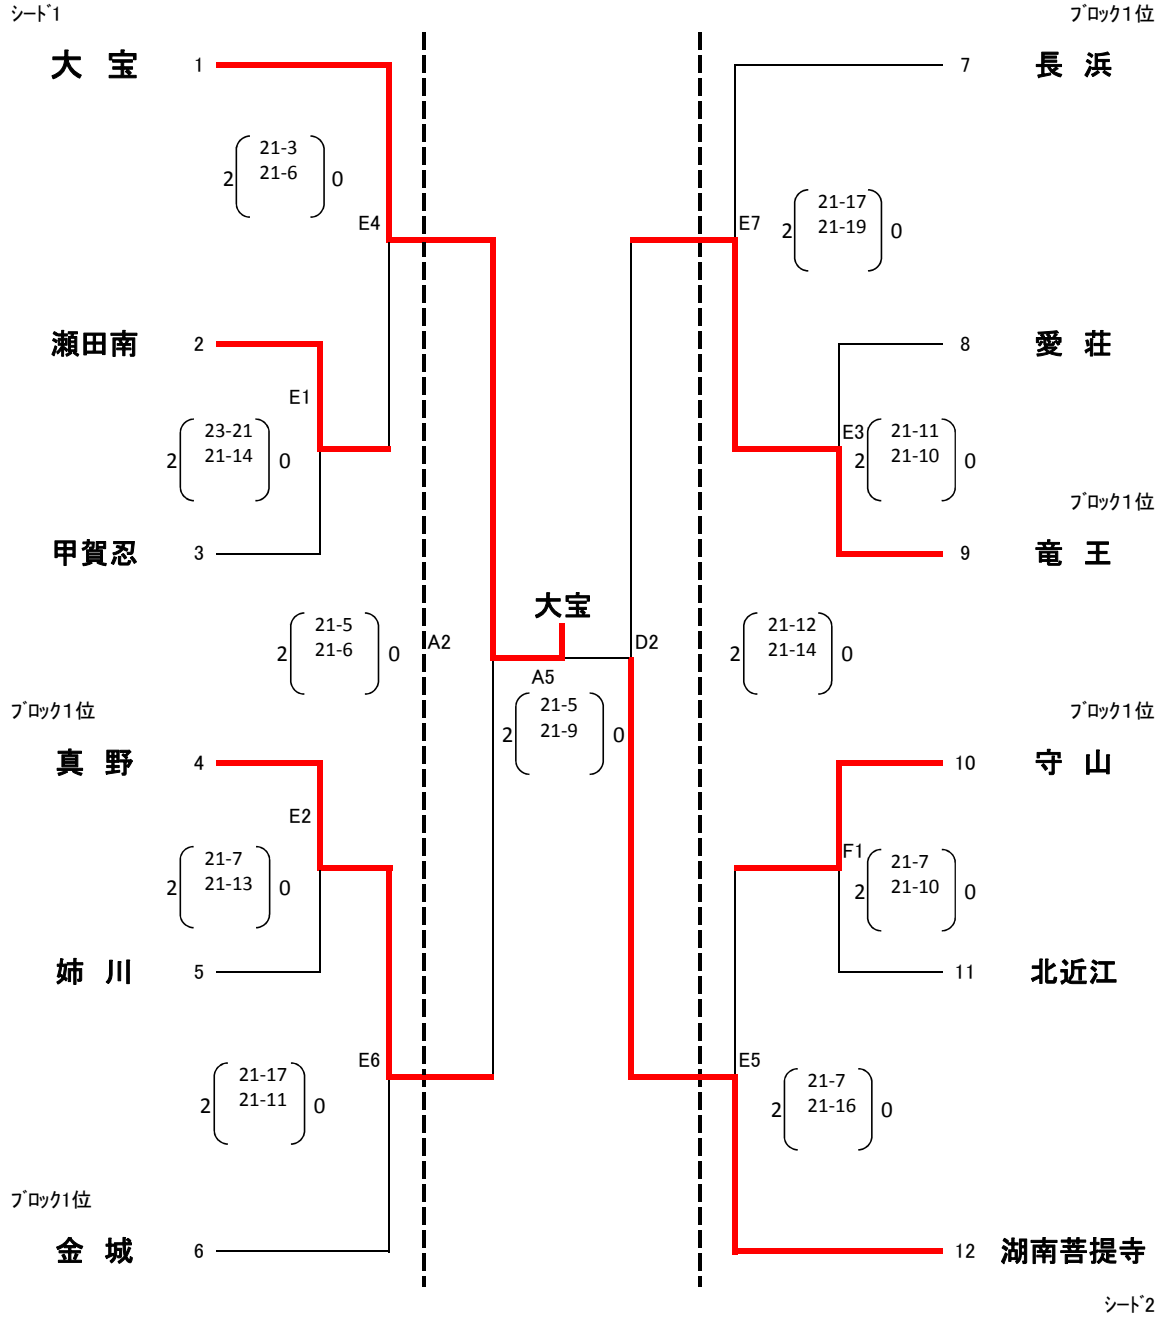 シード1
ブロック1位
大宝 1
7 長浜
21-3
21-6
2 0
E4
E7
21-17
21-19
2 0
瀬田南 2
8 愛荘
E1
23-21
21-14
2 0
E3
21-11
21-10
2 0
ブロック1位
甲賀忍 3
9 竜王
大宝
21-5
21-6
2 0
A2
D2
21-12
21-14
2 0
A5
21-5
21-9
2 0
ブロック1位
ブロック1位
真野 4
10 守山
E2
21-7
21-13
2 0
F1
21-7
21-10
2 0
姉川 5
11 北近江
E6
21-17
21-11
2 0
E5
21-7
21-16
2 0
ブロック1位
金城 6
12 湖南菩提寺
シード2